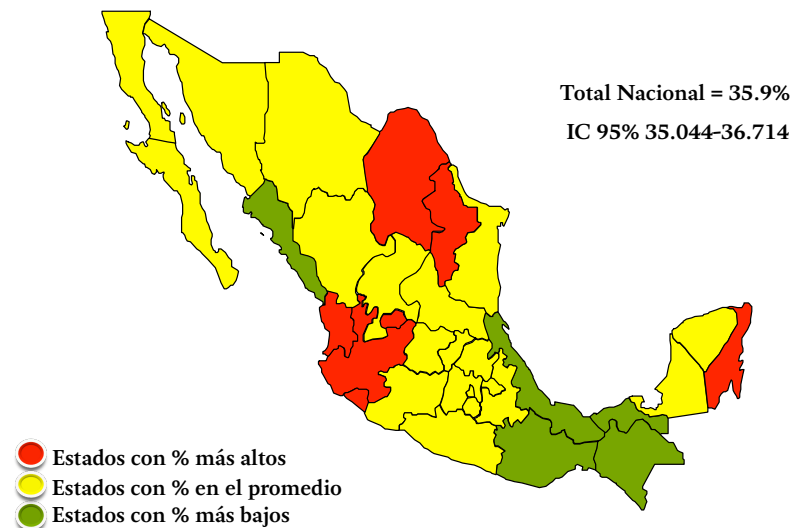 Total Nacional = 35.9%
IC 95% 35.044-36.714
Estados con % más altos
Estados con % en el promedio
Estados con % más bajos